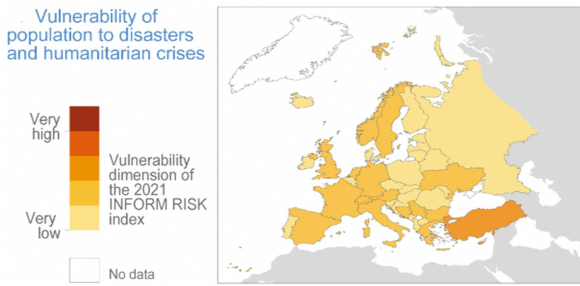 Vulnerability of
population to disasters
and humanitarian crises
Very
high
Vulnerability
dimension of
the 2021
INFORM RISK
index
Very
low
No data